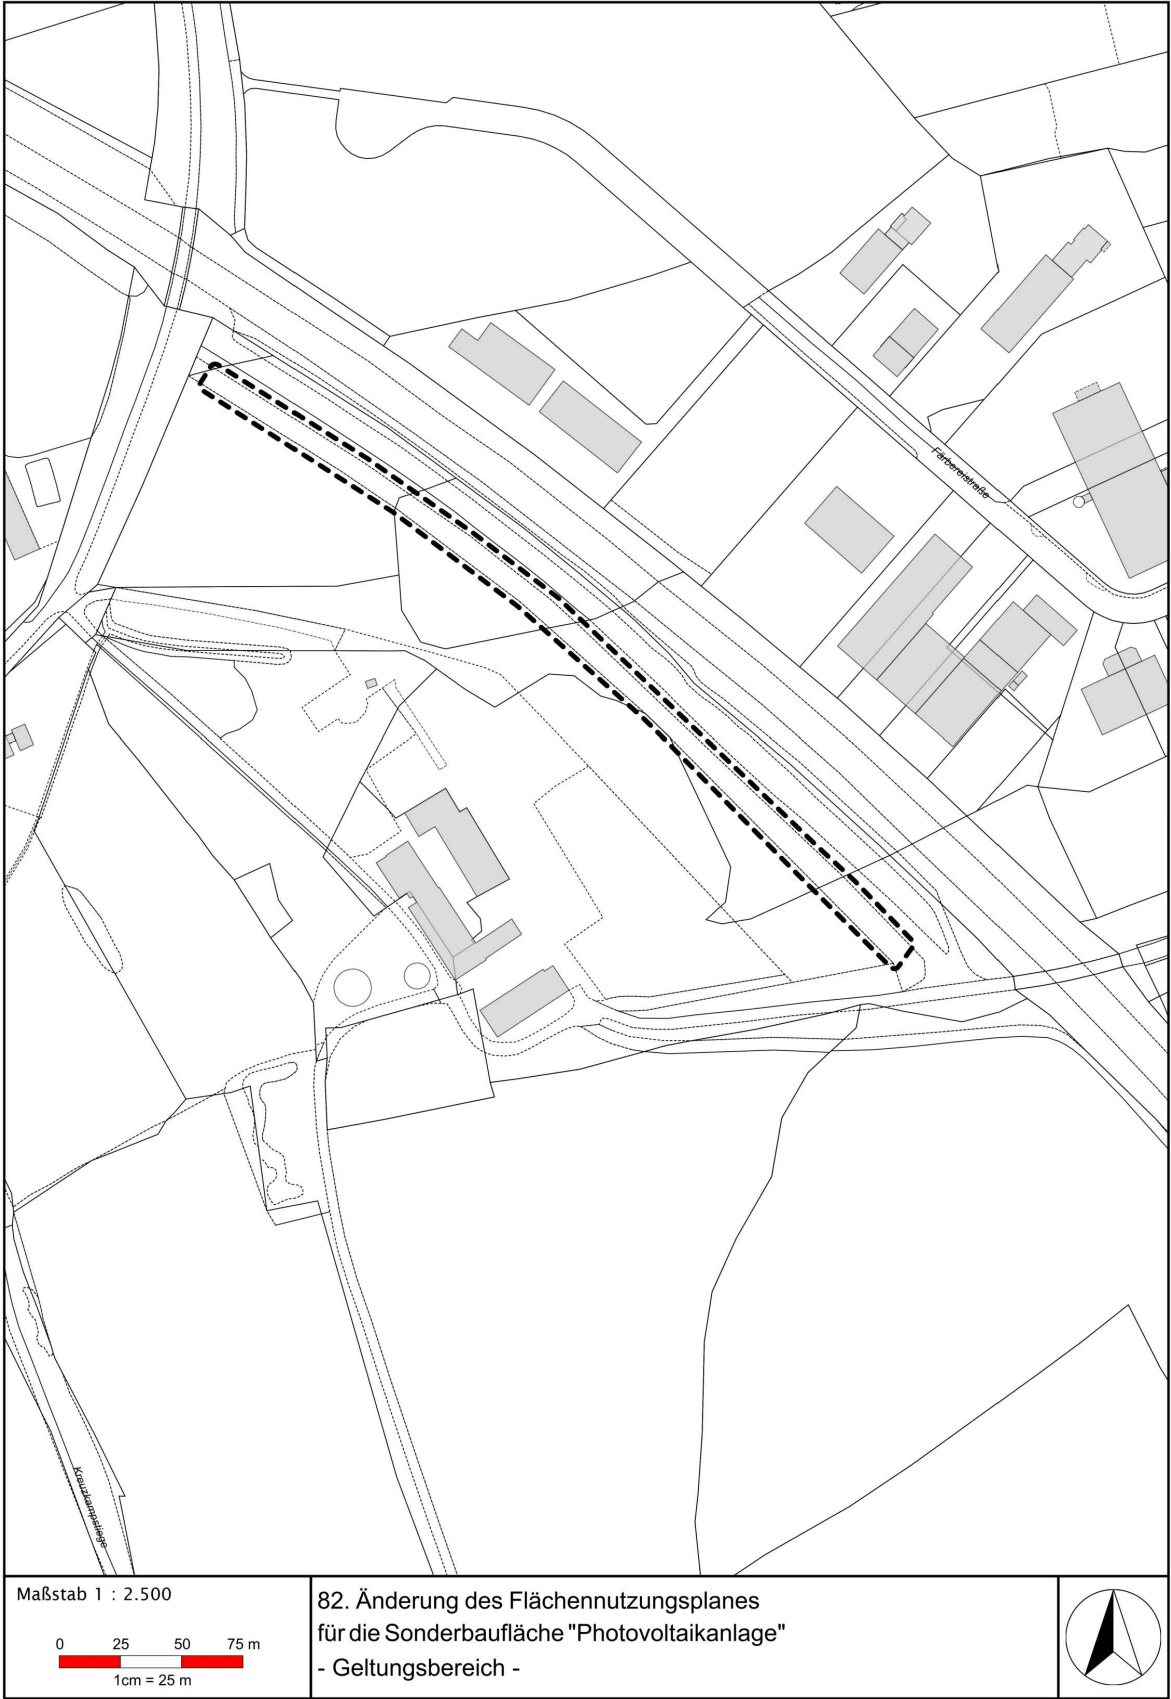 Färbereistraße
Kreuzkampstiege
Maßstab 1 : 2.500
0 25 50 75 m
1cm = 25 m
82. Änderung des Flächennutzungsplanes
für die Sonderbaufläche "Photovoltaikanlage"
- Geltungsbereich -